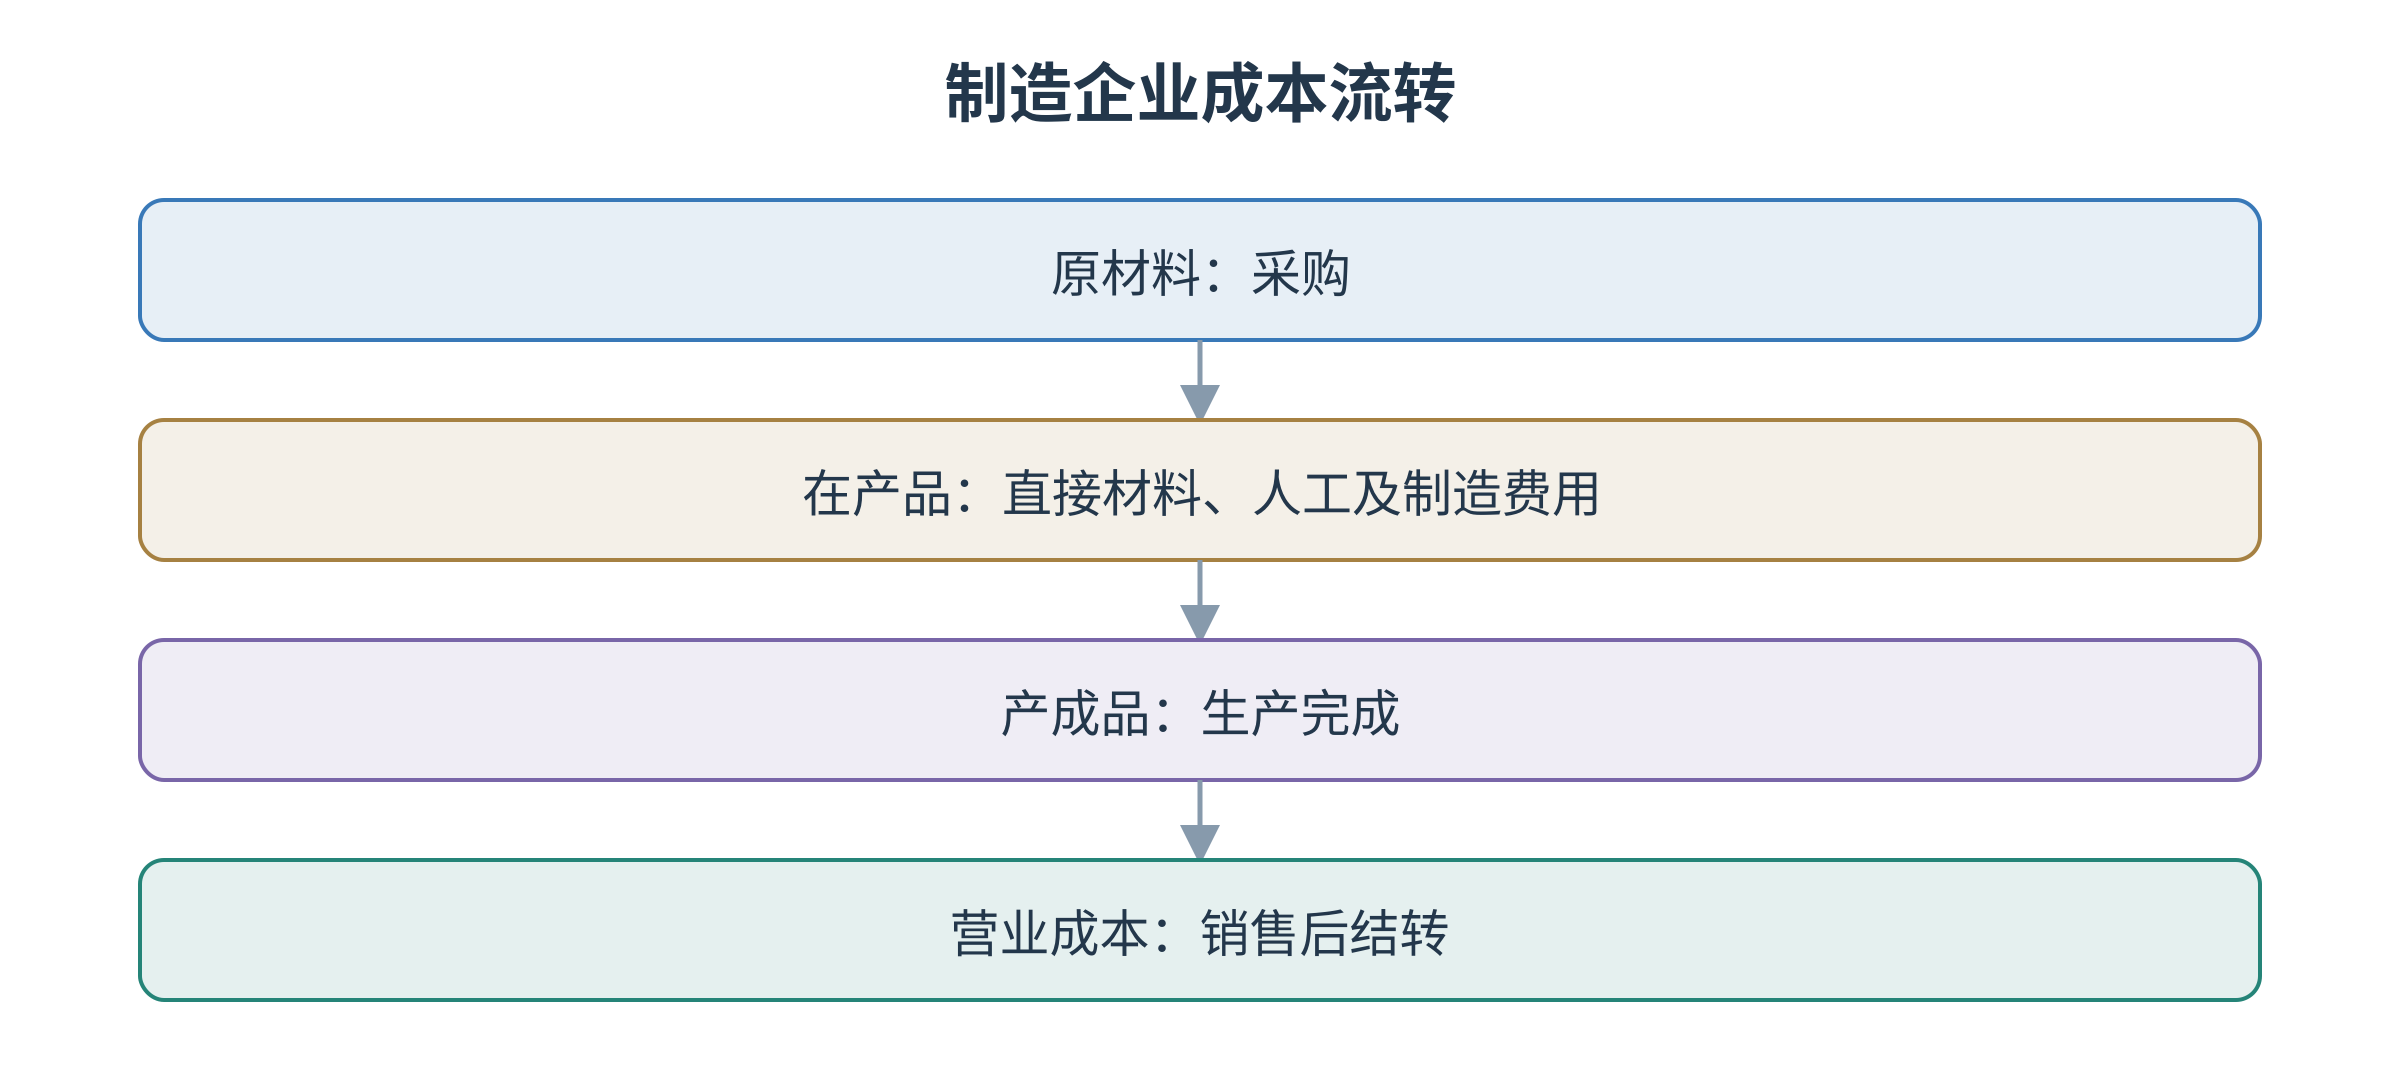 制造企业成本流转
原材料：采购
在产品：直接材料、人工及制造费用
产成品：生产完成
营业成本：销售后结转